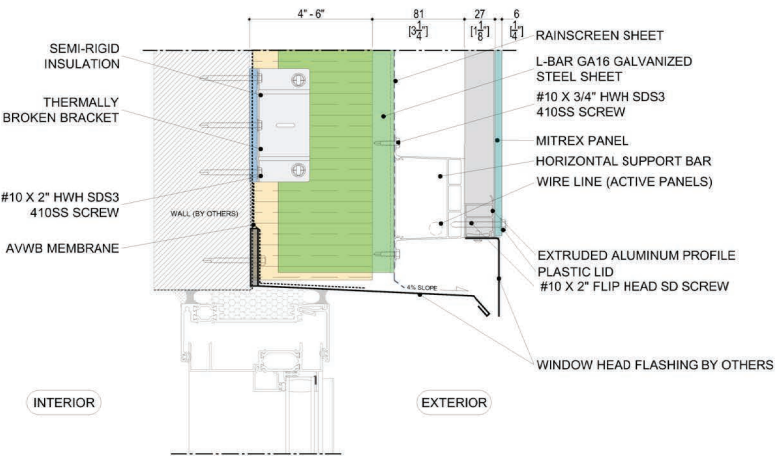 4" - 6"
81
[3 1/4"]
27
[1 1/8"]
6
1/4"]
RAINSCREEN SHEET
L-BAR GA16 GALVANIZED
STEEL SHEET
#10 X 3/4" HWH SDS3
410SS SCREW
MITREX PANEL
HORIZONTAL SUPPORT BAR
WIRE LINE (ACTIVE PANELS)
EXTRUDED ALUMINUM PROFILE
PLASTIC LID
#10 X 2" FLIP HEAD SD SCREW
WINDOW HEAD FLASHING BY OTHERS
SEMI-RIGID
INSULATION
THERMALLY
BROKEN BRACKET
#10 X 2" HWH SDS3
410SS SCREW
WALL (BY OTHERS)
AVWB MEMBRANE
4% SLOPE
INTERIOR
EXTERIOR